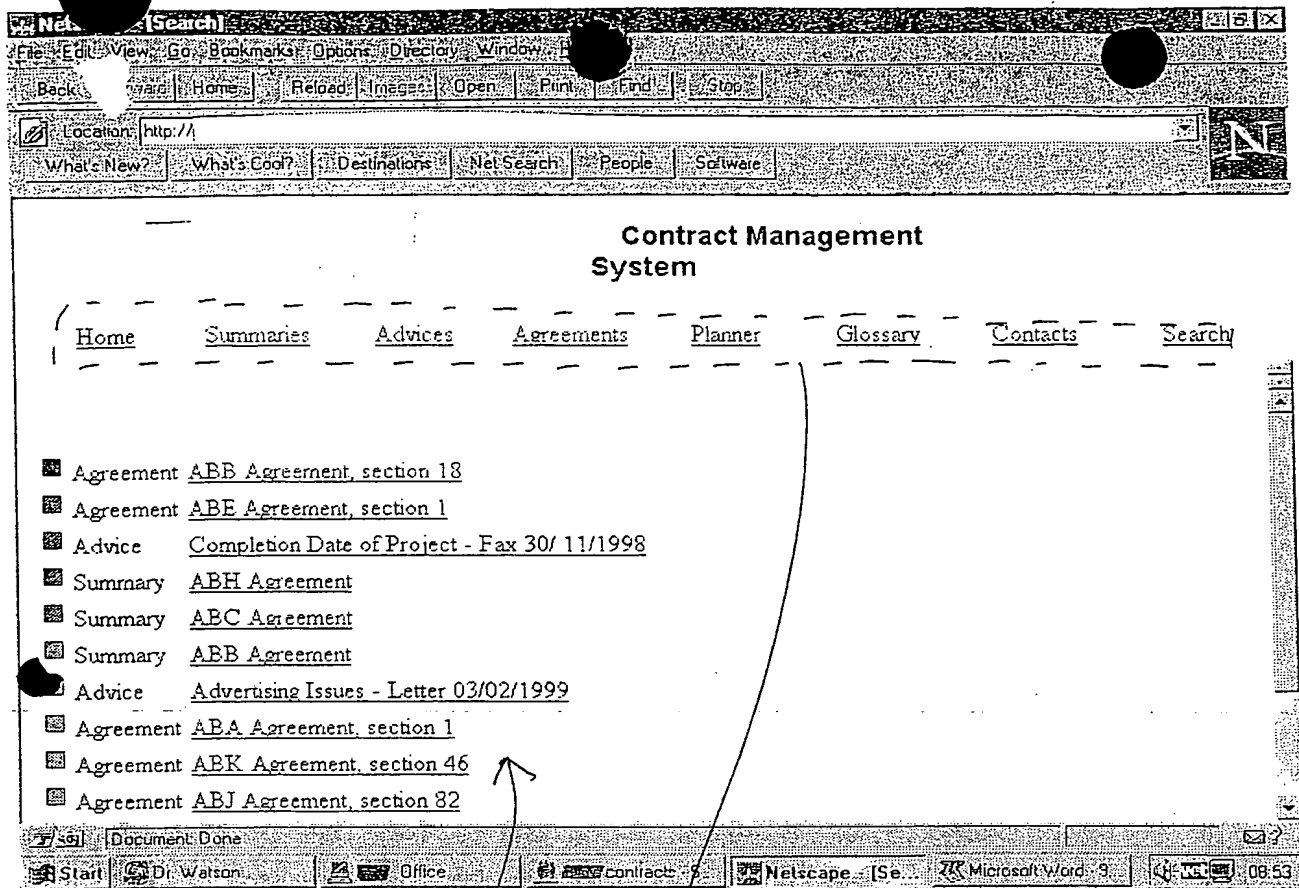 [Search]
File Edit View Go Bookmarks Options Directory Window
Back Home Reload Images Open Print Find Stop
Location: http://
N
What's New? What's Cool? Destinations Net Search People Software
Contract Management
System
Home Summaries Advices Agreements Planner Glossary Contacts Search
Agreement ABB Agreement, section 18
Agreement ABE Agreement, section 1
Advice Completion Date of Project - Fax 30/ 11/1998
Summary ABH Agreement
Summary ABC Agreement
Summary ABB Agreement
Advice Advertising Issues - Letter 03/02/1999
Agreement ABA Agreement, section 1
Agreement ABK Agreement, section 46
Agreement ABJ Agreement, section 82
Document: Done
Start Dr Watson Office contracts - S... Netscape - [Se... Microsoft Word - 9... 08:53